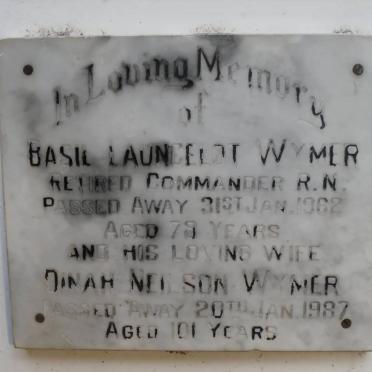 In Loving Memory
of
BASIL LAUNCELOT WYMER
RETIRED COMMANDER R.N.
PASSED AWAY 31ST JAN. 1962
AGED 79 YEARS
AND HIS LOVING WIFE
DINAH NEILSON WYMER
PASSED AWAY 20TH JAN. 1987
AGED 101 YEARS